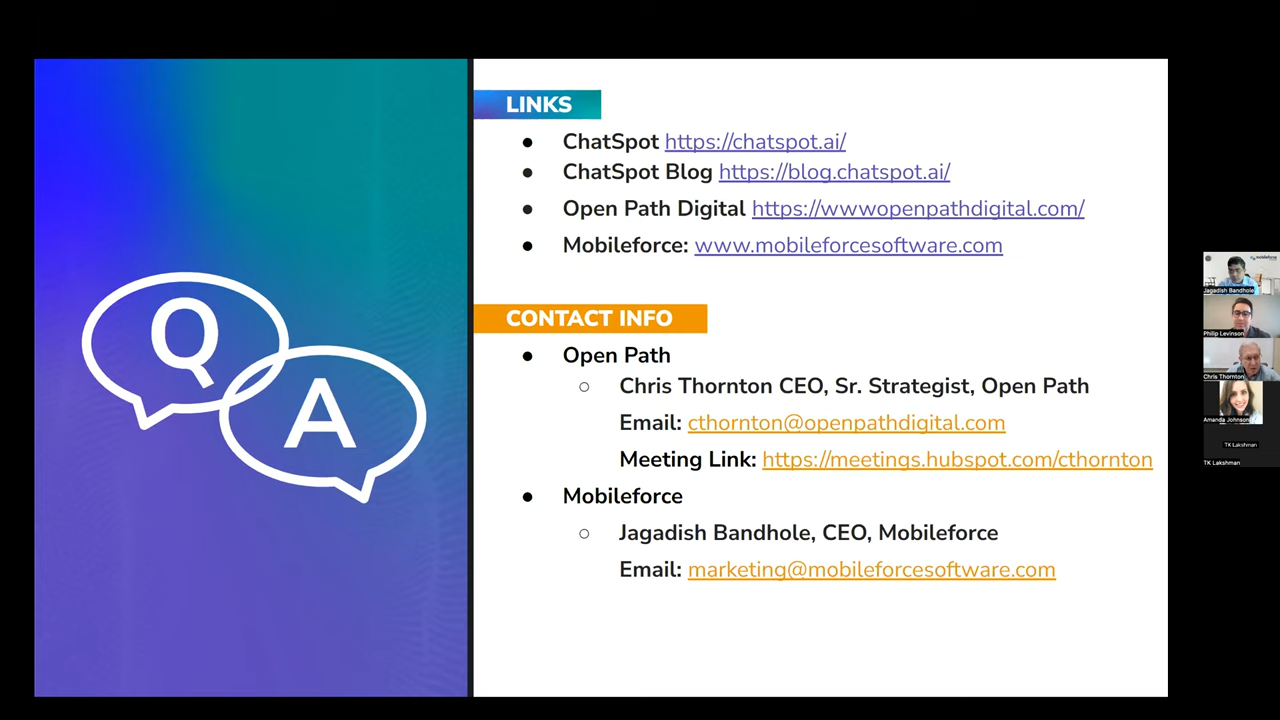 Q
A
LINKS
● ChatSpot https://chatspot.ai/
● ChatSpot Blog https://blog.chatspot.ai/
● Open Path Digital https://wwwopenpathdigital.com/
● Mobileforce: www.mobileforcesoftware.com
CONTACT INFO
● Open Path
○ Chris Thornton CEO, Sr. Strategist, Open Path
Email: cthornton@openpathdigital.com
Meeting Link: https://meetings.hubspot.com/cthornton
● Mobileforce
○ Jagadish Bandhole, CEO, Mobileforce
Email: marketing@mobileforcesoftware.com
mobileforce
Jagadish Bandhole
Philip Levinson
Chris Thornton
Amanda Johnson
TK Lakshman
TK Lakshman